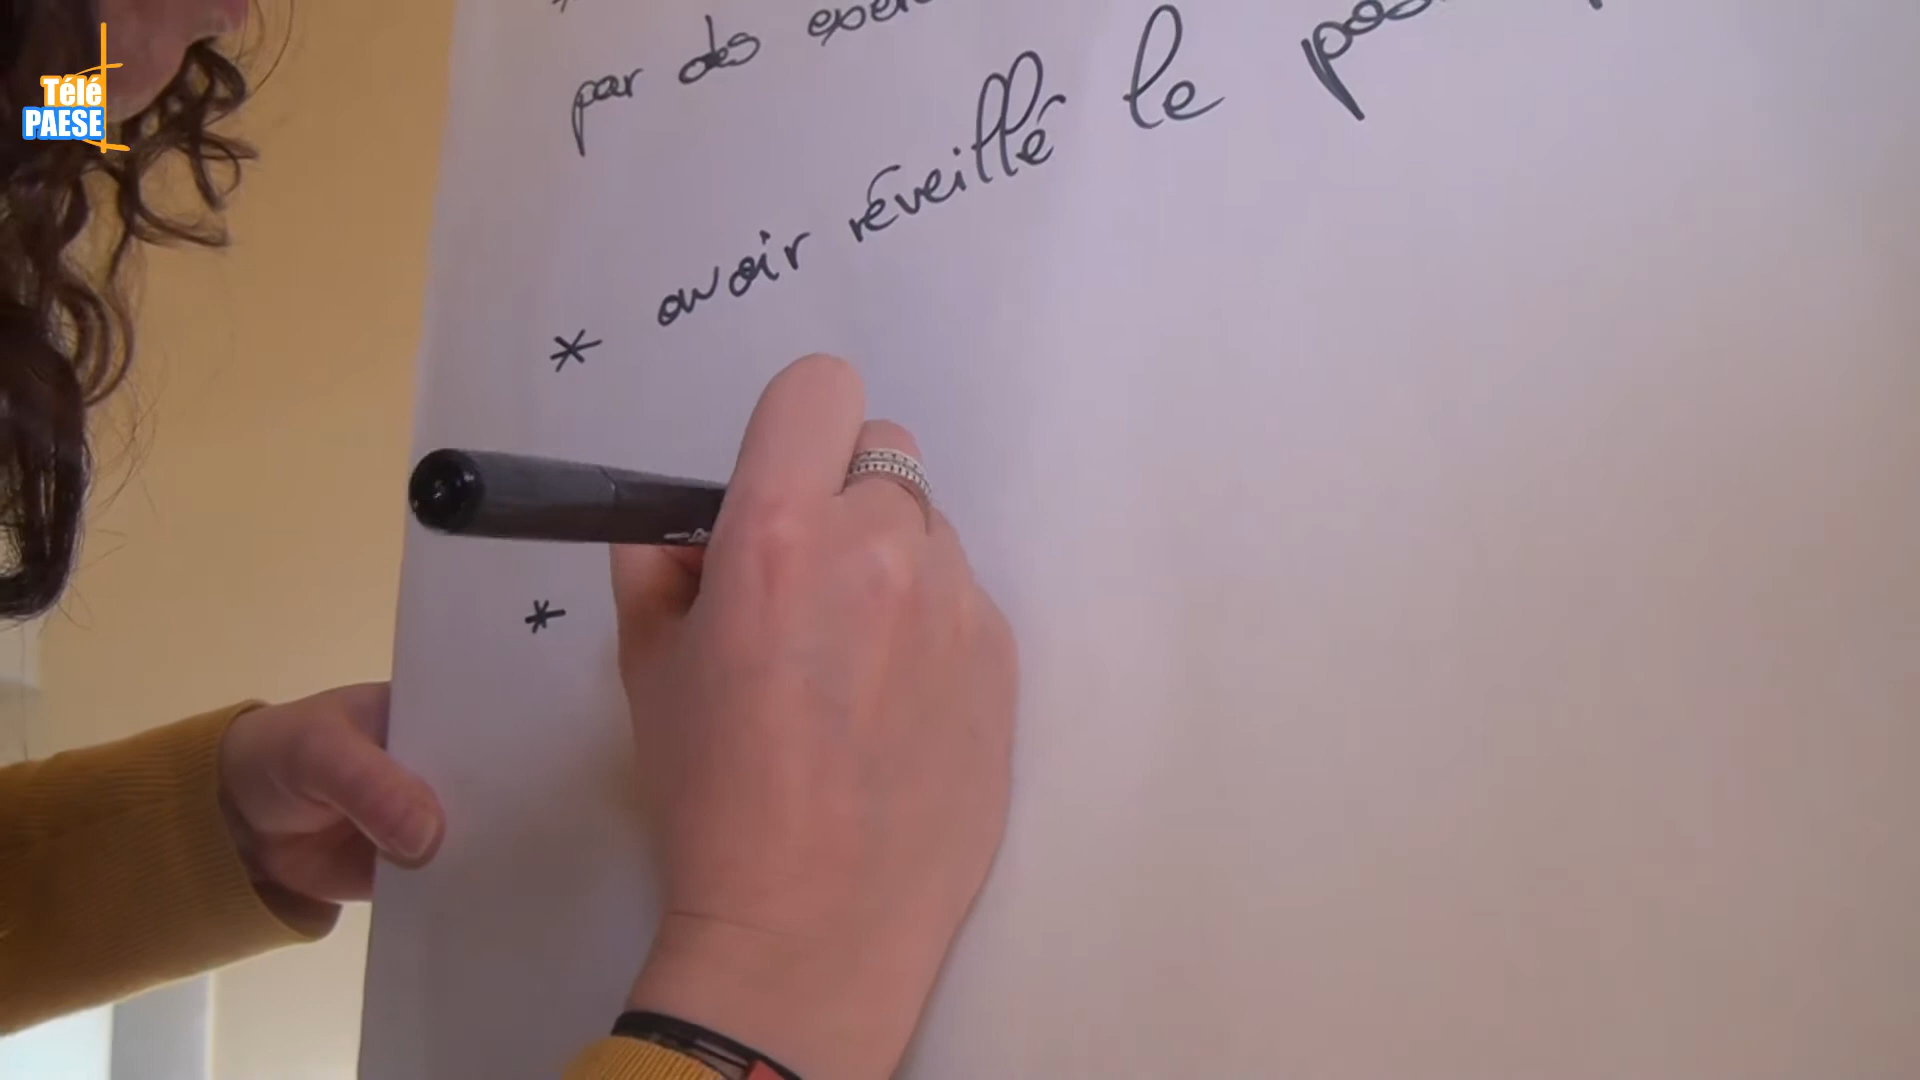 Télé
PAESE
par des
* avoir réveillé le
*